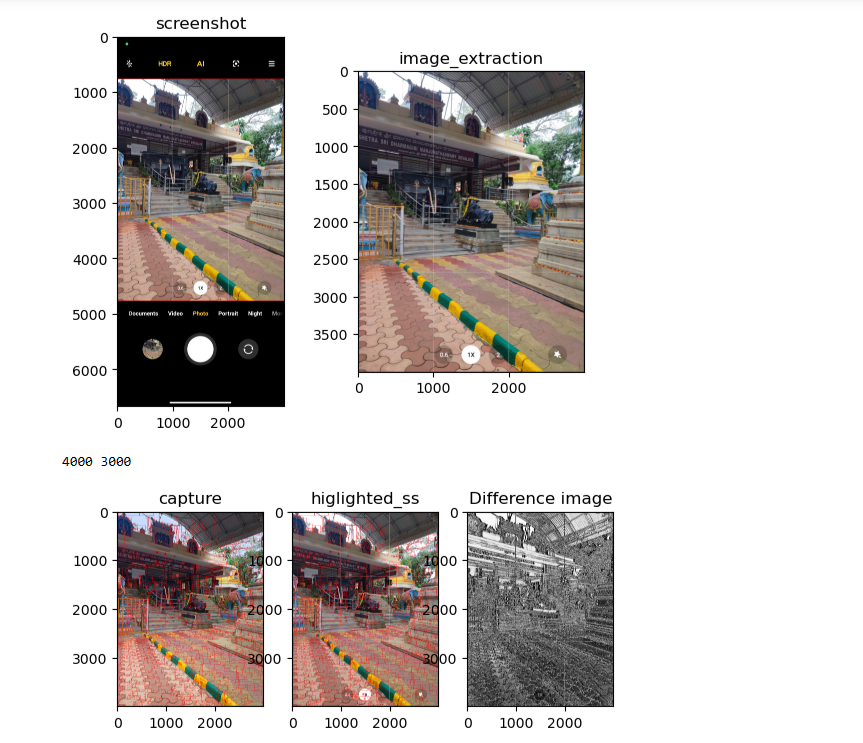 screenshot
0
1000
2000
3000
4000
5000
6000
HDR
AI
Documents Video Photo Portrait Night
0 1000 2000
1X
image_extraction
0
500
1000
1500
2000
2500
3000
3500
0.6 1X 2
0 1000 2000
4000 3000
capture
0
1000
2000
3000
0 1000 2000
higlighted_ss
0
1000
2000
3000
0 1000 2000
Difference image
0
1000
2000
3000
0 1000 2000